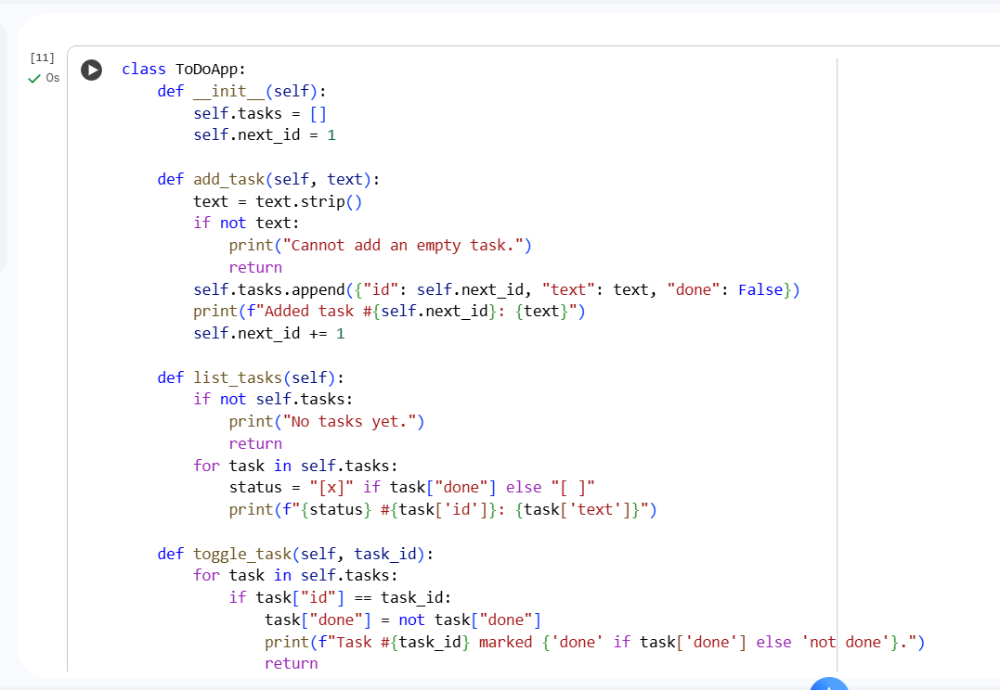 [11]
0s
class ToDoApp:
    def __init__(self):
        self.tasks = []
        self.next_id = 1

    def add_task(self, text):
        text = text.strip()
        if not text:
            print("Cannot add an empty task.")
            return
        self.tasks.append({"id": self.next_id, "text": text, "done": False})
        print(f"Added task #{self.next_id}: {text}")
        self.next_id += 1

    def list_tasks(self):
        if not self.tasks:
            print("No tasks yet.")
            return
        for task in self.tasks:
            status = "[x]" if task["done"] else "[ ]"
            print(f"{status} #{task['id']}: {task['text']}")

    def toggle_task(self, task_id):
        for task in self.tasks:
            if task["id"] == task_id:
                task["done"] = not task["done"]
                print(f"Task #{task_id} marked {'done' if task['done'] else 'not done'}.")
                return